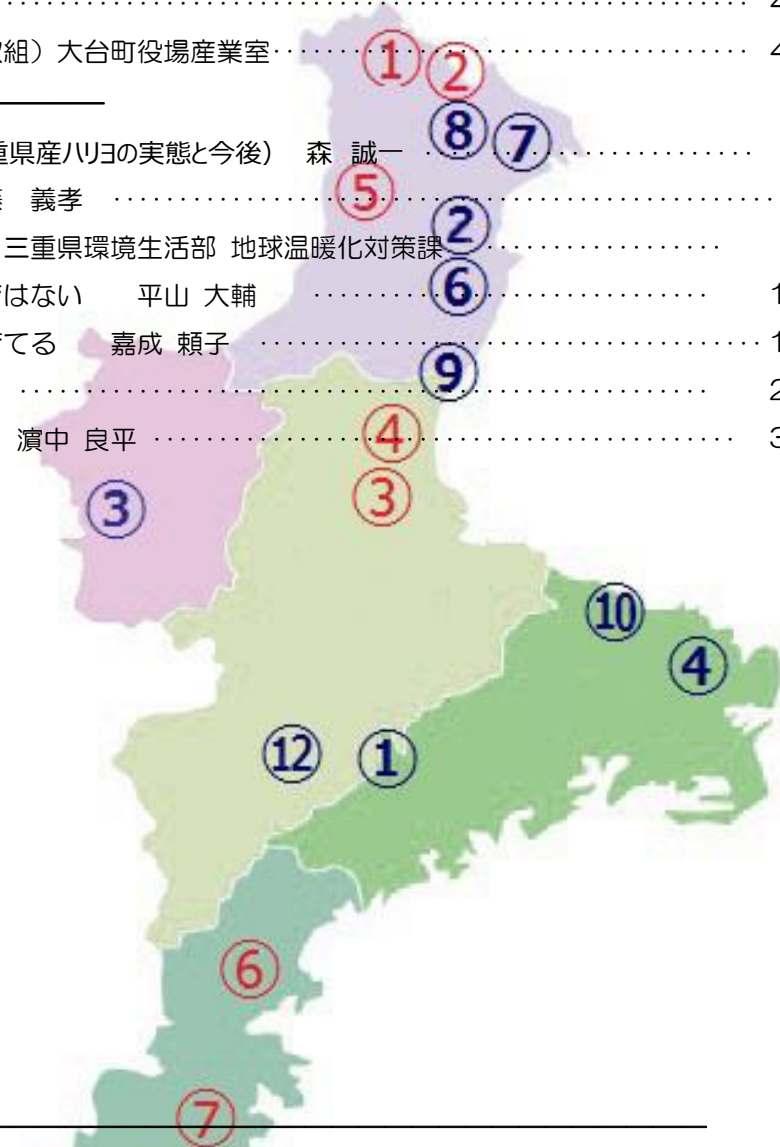 組）大台町役場産業室
重県産ハリヨの実態と今後） 森 誠一
義孝
三重県環境生活部 地球温暖化対策課
はない 平山 大輔
てる 嘉成 頼子
濵中 良平
① ②
⑧ ⑦
⑤
②
⑥
⑨
④
③
③
⑩
④
⑫ ①
⑥
⑦